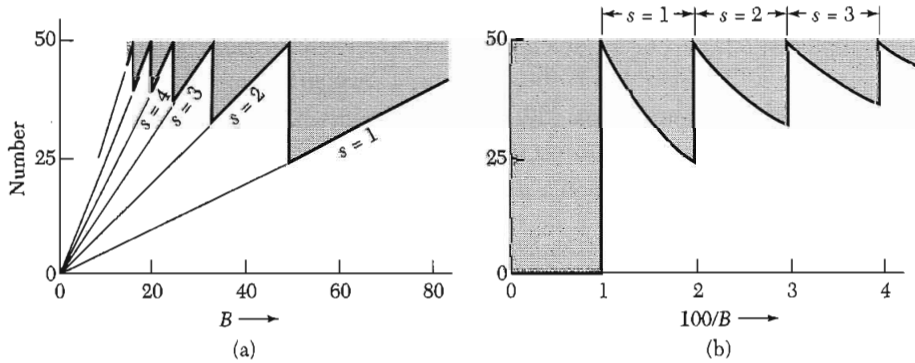 Number
50
25
0
0
20
40
60
80
s = 4
s = 3
s = 2
s = 1
B
(a)
s = 1
s = 2
s = 3
50
25
0
0
1
2
3
4
100/B
(b)